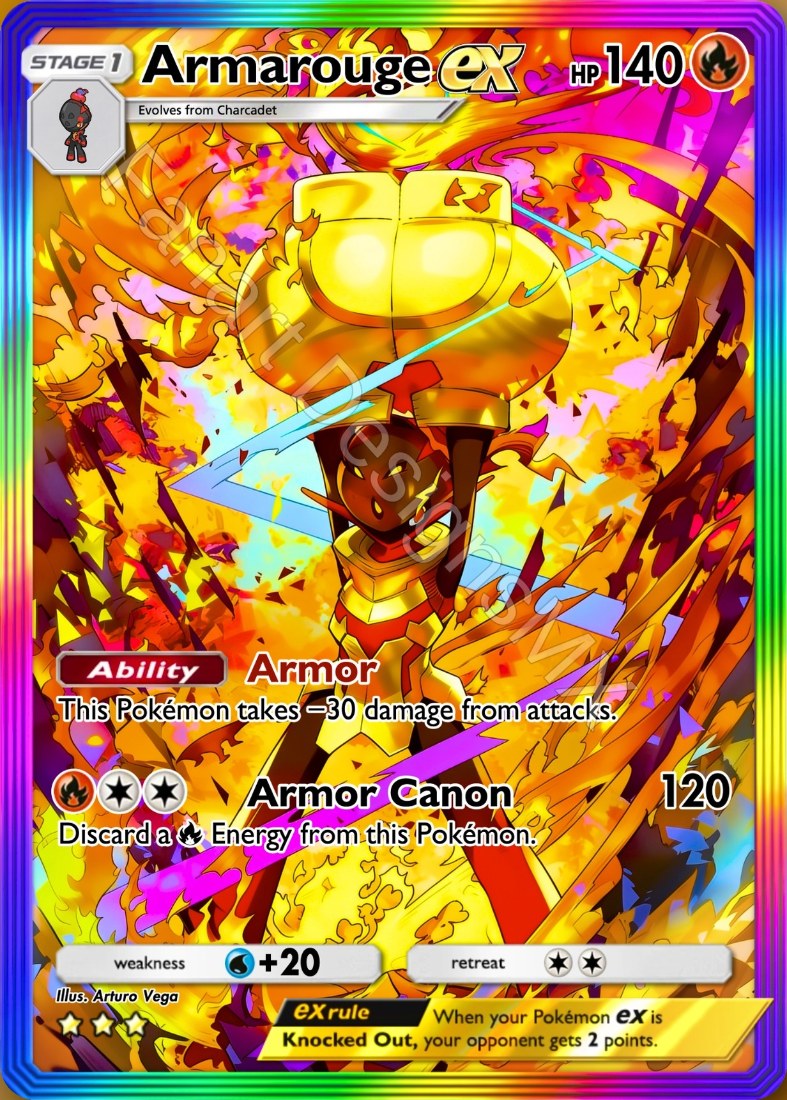 STAGE 1
Armarouge ex
HP 140
Evolves from Charcadet
Fanart DesignsMX
Ability Armor
This Pokémon takes −30 damage from attacks.
Armor Canon 120
Discard a Energy from this Pokémon.
weakness +20
retreat
Illus. Arturo Vega
ex rule
When your Pokémon ex is
Knocked Out, your opponent gets 2 points.